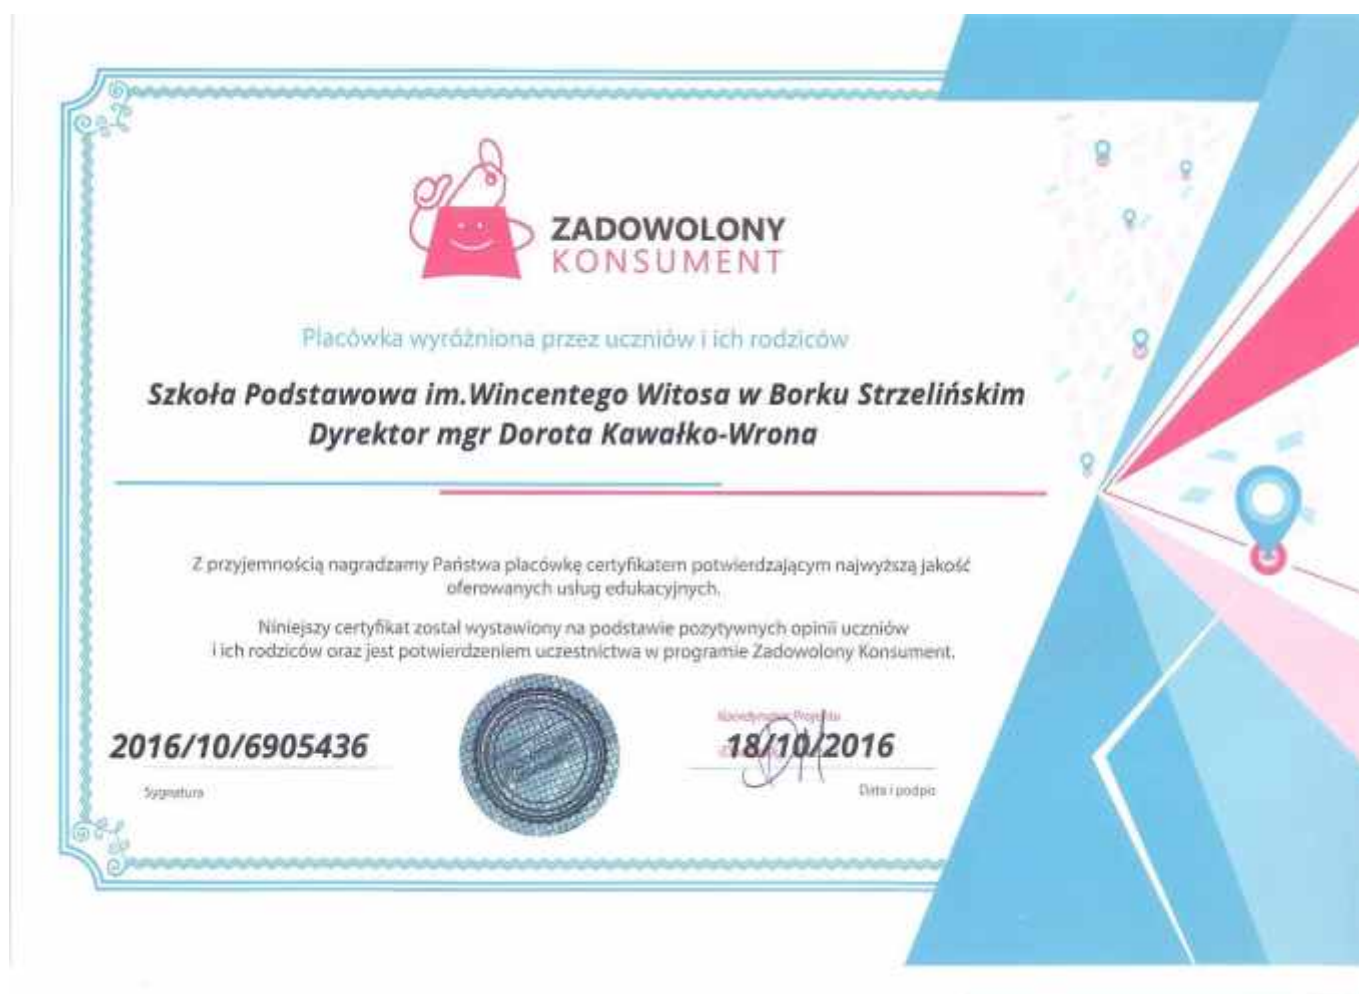 ZADOWOLONY
KONSUMENT
Placówka wyróżniona przez uczniów i ich rodziców
Szkoła Podstawowa im.Wincentego Witosa w Borku Strzelińskim
Dyrektor mgr Dorota Kawałko-Wrona
Z przyjemnością nagradzamy Państwa placówkę certyfikatem potwierdzającym najwyższą jakość
oferowanych usług edukacyjnych.
Niniejszy certyfikat został wystawiony na podstawie pozytywnych opinii uczniów
i ich rodziców oraz jest potwierdzeniem uczestnictwa w programie Zadowolony Konsument.
Koordynator Projektu
2016/10/6905436
18/10/2016
Sygnatura
Data i podpis